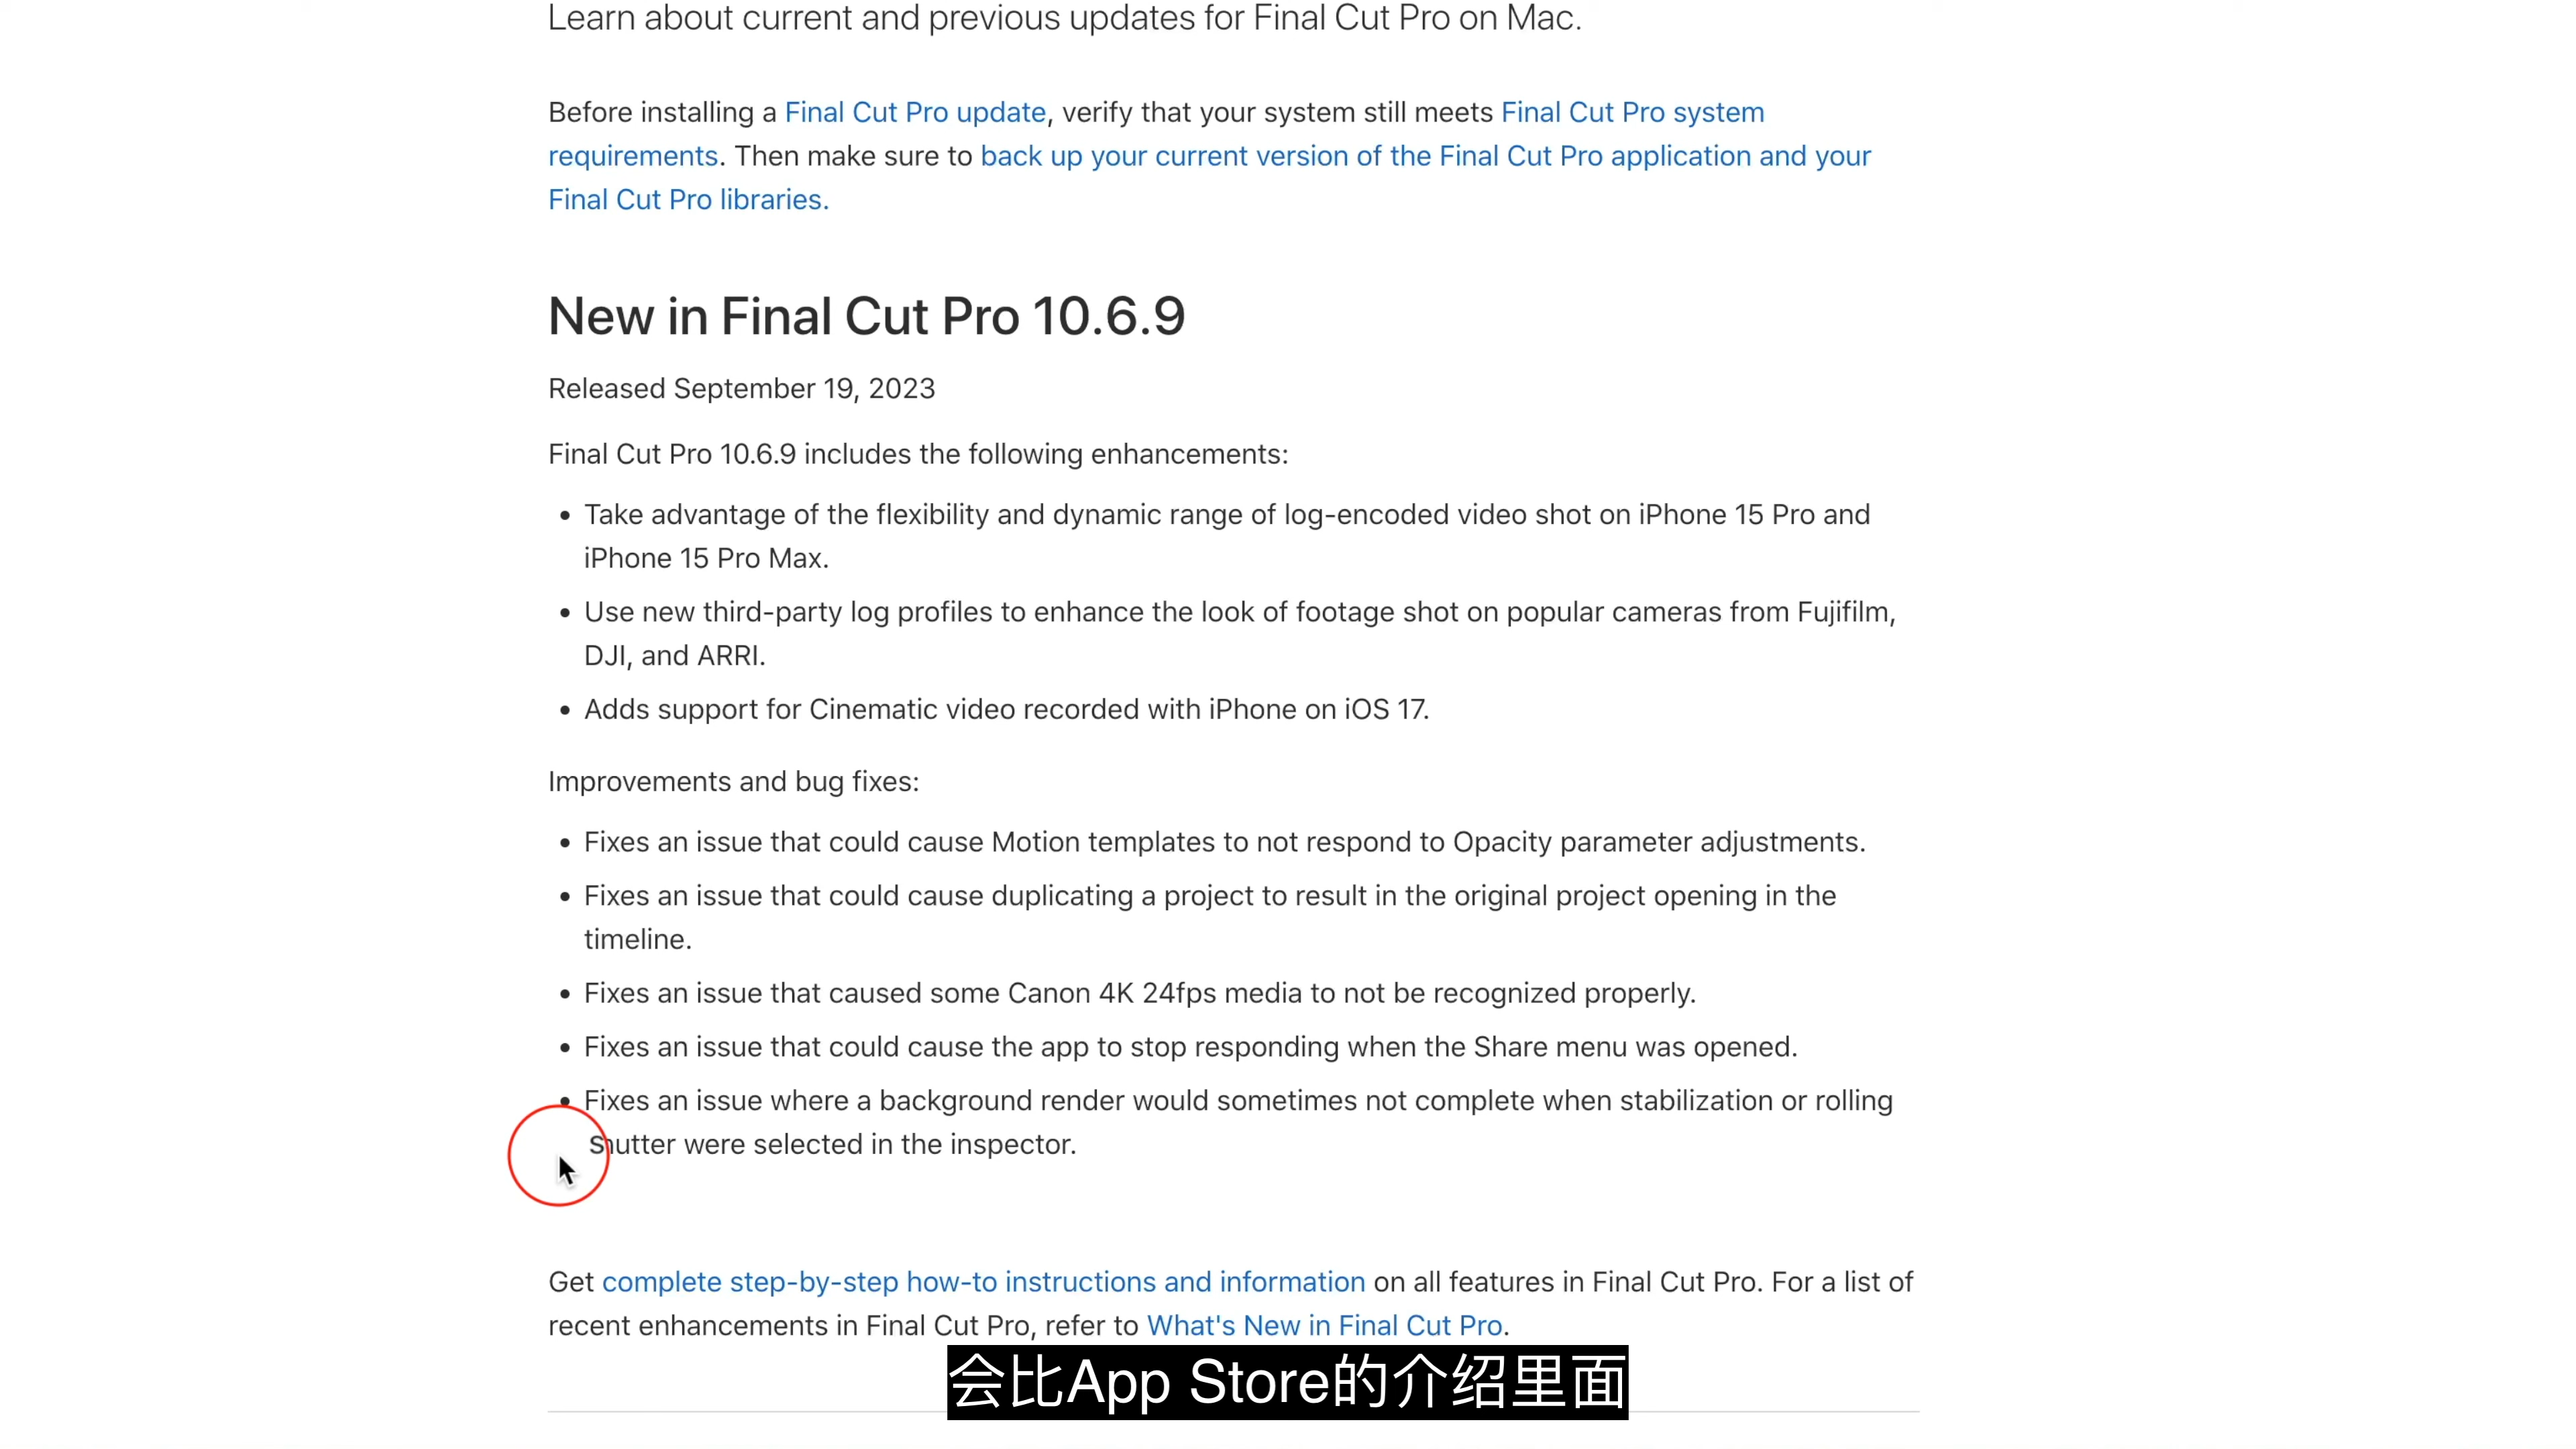 Learn about current and previous updates for Final Cut Pro on Mac.
Before installing a Final Cut Pro update, verify that your system still meets Final Cut Pro system
requirements. Then make sure to back up your current version of the Final Cut Pro application and your
Final Cut Pro libraries.
New in Final Cut Pro 10.6.9
Released September 19, 2023
Final Cut Pro 10.6.9 includes the following enhancements:
• Take advantage of the flexibility and dynamic range of log-encoded video shot on iPhone 15 Pro and
iPhone 15 Pro Max.
• Use new third-party log profiles to enhance the look of footage shot on popular cameras from Fujifilm,
DJI, and ARRI.
• Adds support for Cinematic video recorded with iPhone on iOS 17.
Improvements and bug fixes:
• Fixes an issue that could cause Motion templates to not respond to Opacity parameter adjustments.
• Fixes an issue that could cause duplicating a project to result in the original project opening in the
timeline.
• Fixes an issue that caused some Canon 4K 24fps media to not be recognized properly.
• Fixes an issue that could cause the app to stop responding when the Share menu was opened.
• Fixes an issue where a background render would sometimes not complete when stabilization or rolling
shutter were selected in the inspector.
Get complete step-by-step how-to instructions and information on all features in Final Cut Pro. For a list of
recent enhancements in Final Cut Pro, refer to What's New in Final Cut Pro.
会比App Store的介绍里面